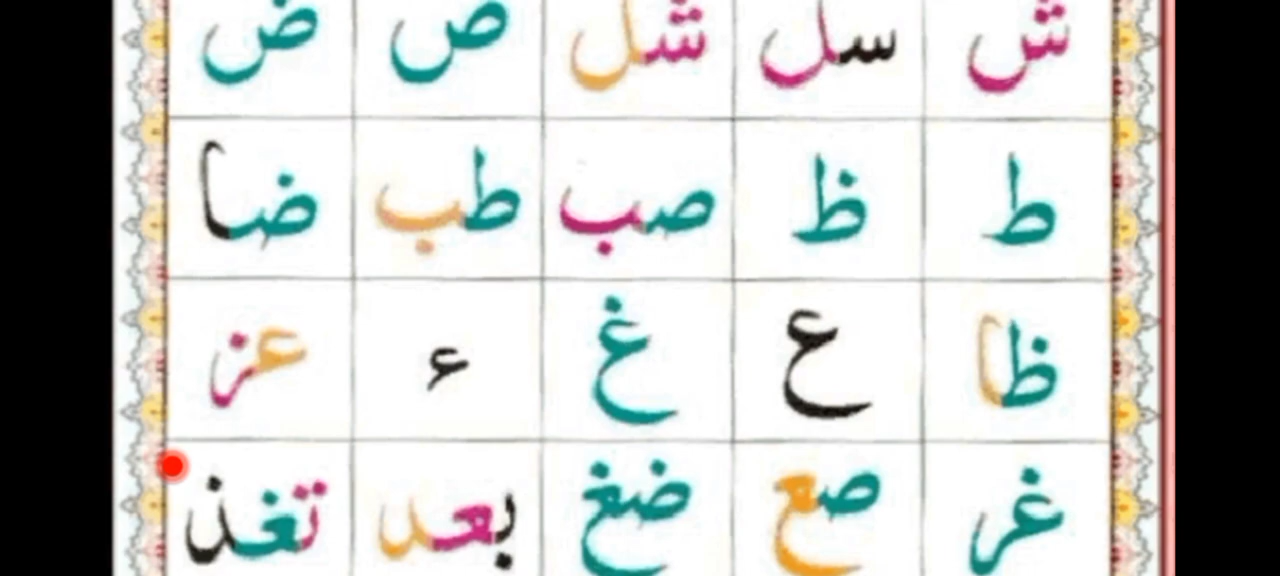 ش سل شل ص ض
ط ظ صب طب ضا
ظا ع غ ء عز
غر صع ضغ بعد تغذ